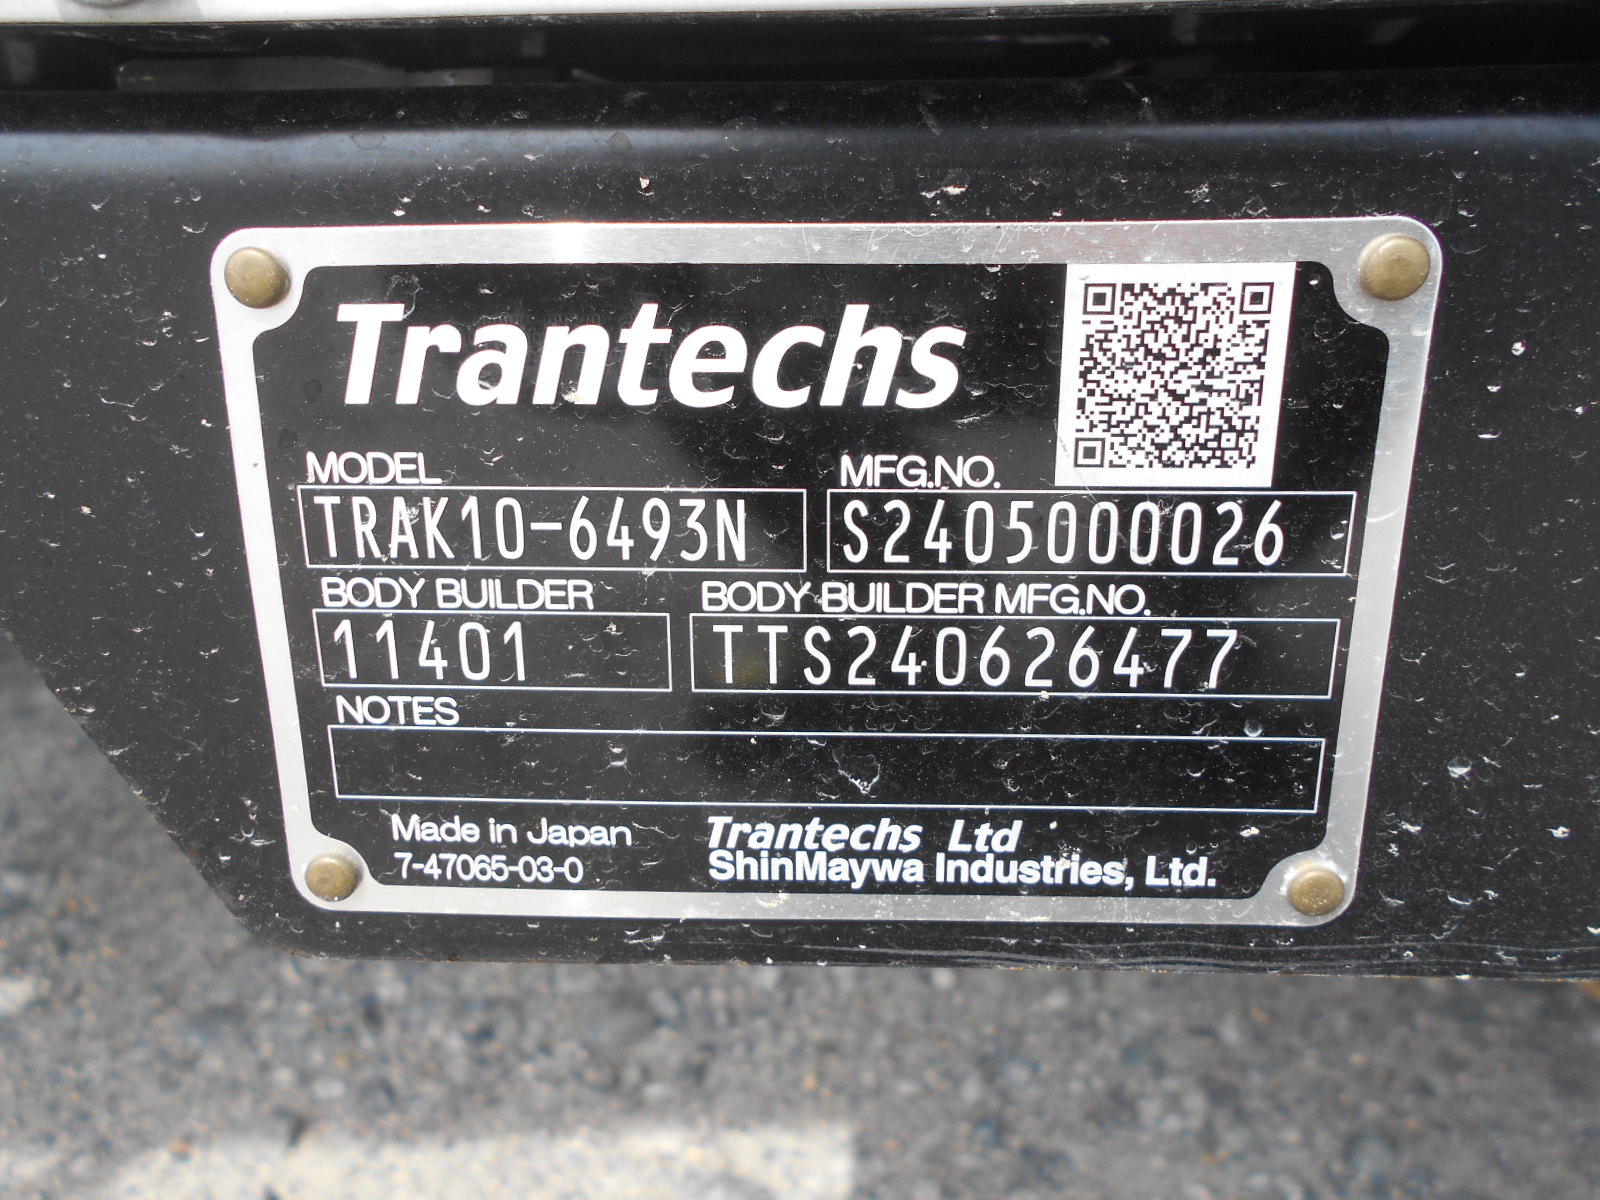 Trantechs
MODEL MFG.NO.
TRAK10-6493N S2405000026
BODY BUILDER BODY BUILDER MFG.NO.
11401 TTS240626477
NOTES
Made in Japan Trantechs Ltd
7-47065-03-0 ShinMaywa Industries, Ltd.